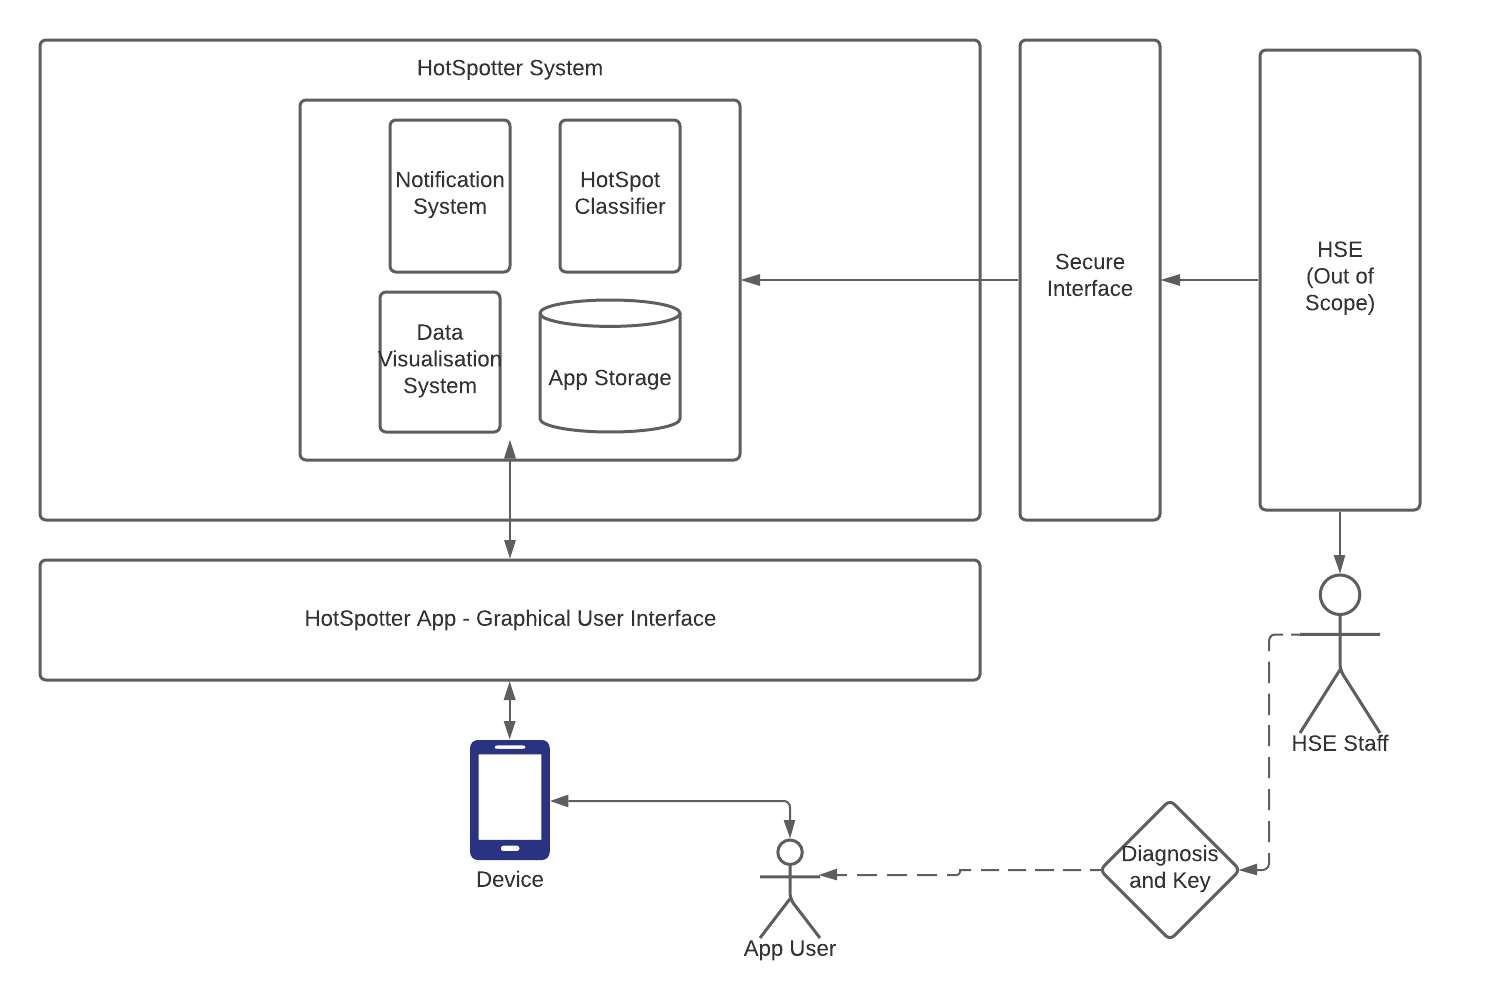 HotSpotter System
Notification
System
HotSpot
Classifier
Data
Visualisation
System
App Storage
Secure
Interface
HSE
(Out of
Scope)
HotSpotter App - Graphical User Interface
HSE Staff
Diagnosis
and Key
Device
App User